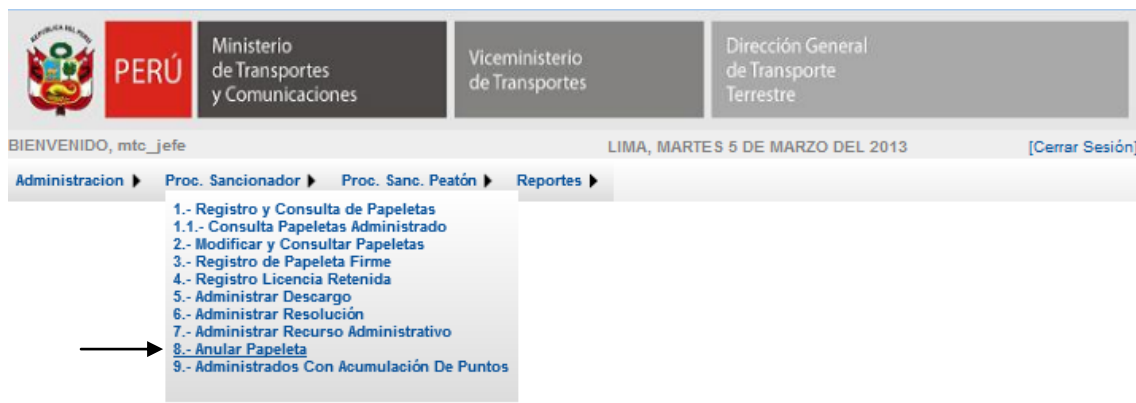 REPUBLICA DEL PERU
PERÚ
Ministerio
de Transportes
y Comunicaciones
Viceministerio
de Transportes
Dirección General
de Transporte
Terrestre
BIENVENIDO, mtc_jefe
LIMA, MARTES 5 DE MARZO DEL 2013
[Cerrar Sesión]
Administracion
Proc. Sancionador
Proc. Sanc. Peatón
Reportes
1.- Registro y Consulta de Papeletas
1.1.- Consulta Papeletas Administrado
2.- Modificar y Consultar Papeletas
3.- Registro de Papeleta Firme
4.- Registro Licencia Retenida
5.- Administrar Descargo
6.- Administrar Resolución
7.- Administrar Recurso Administrativo
8.- Anular Papeleta
9.- Administrados Con Acumulación De Puntos